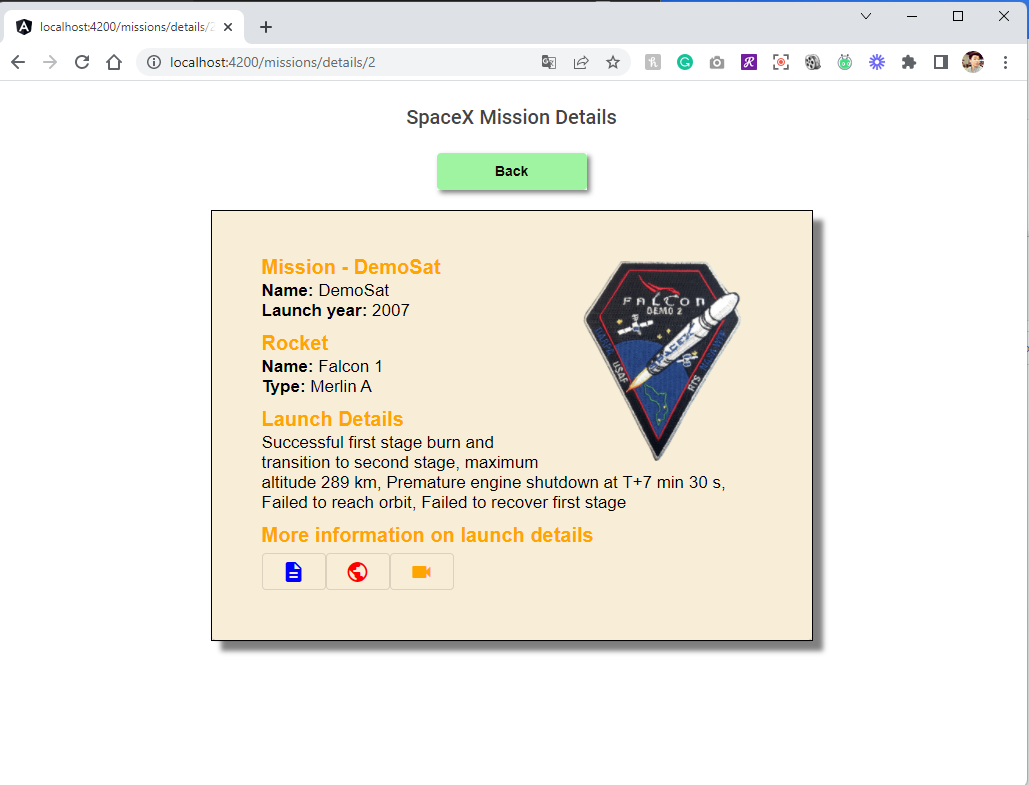 localhost:4200/missions/details/2
localhost:4200/missions/details/2
SpaceX Mission Details
Back
Mission - DemoSat
Name: DemoSat
Launch year: 2007
FALCON
DEMO 2
SPACEX
USAF
RTS
Rocket
Name: Falcon 1
Type: Merlin A
Launch Details
Successful first stage burn and
transition to second stage, maximum
altitude 289 km, Premature engine shutdown at T+7 min 30 s,
Failed to reach orbit, Failed to recover first stage
More information on launch details